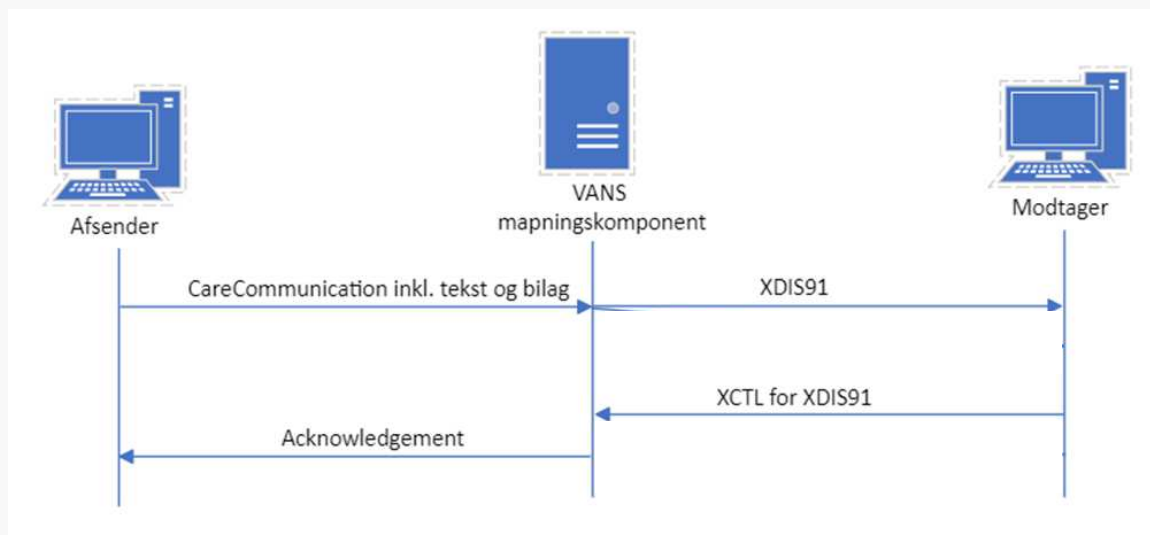 Afsender
VANS
mapningskomponent
Modtager
CareCommunication inkl. tekst og bilag
XDIS91
XCTL for XDIS91
Acknowledgement